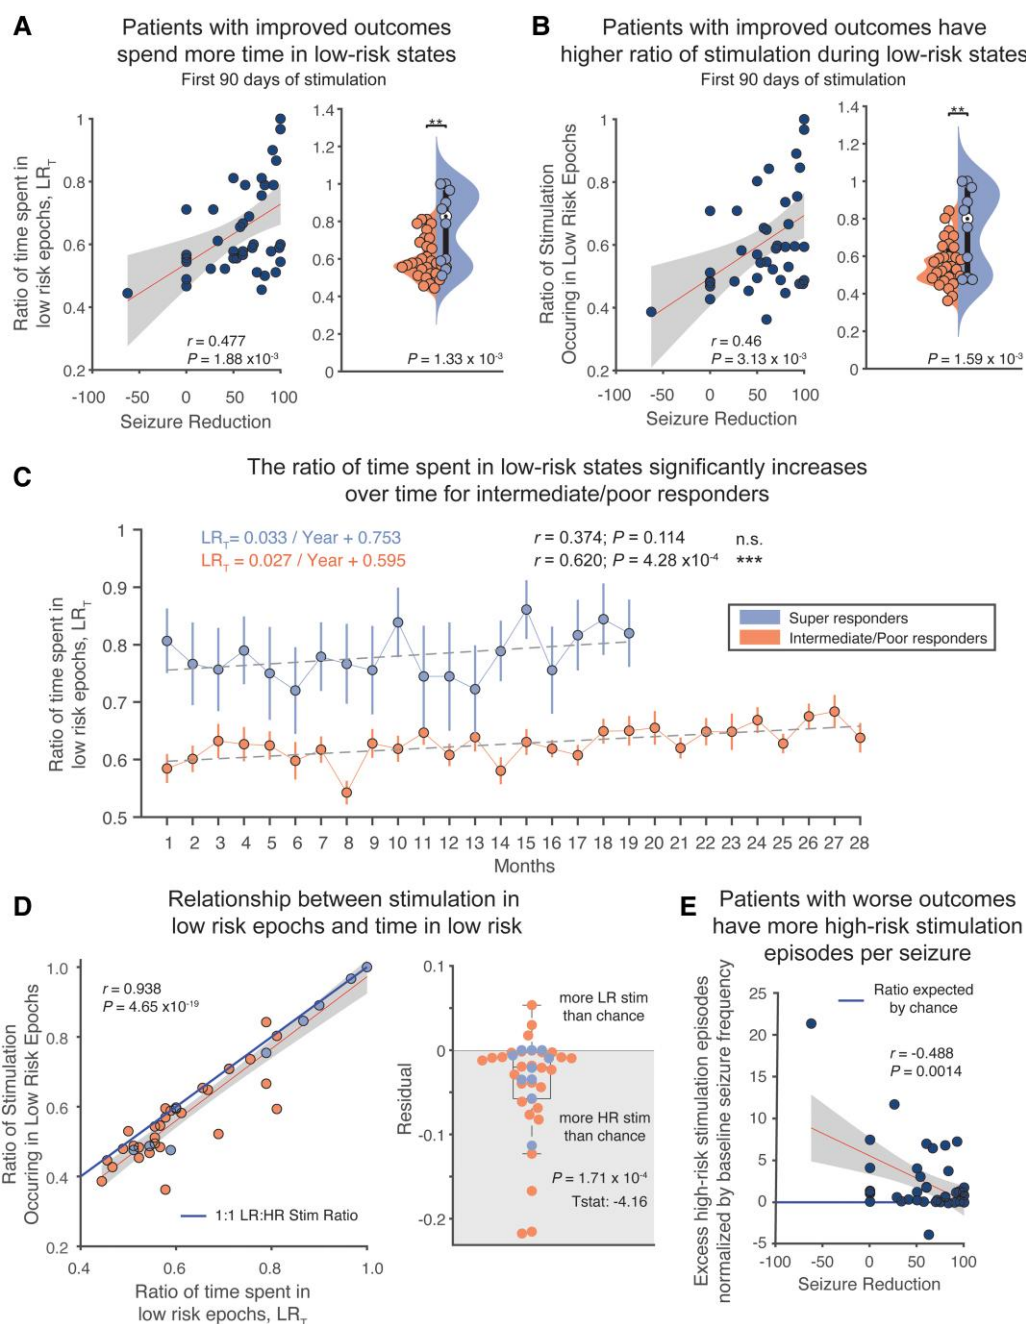 A
Patients with improved outcomes
spend more time in low-risk states
First 90 days of stimulation
Ratio of time spent in
low risk epochs, LR_T
1
0.8
0.6
0.4
0.2
-100 -50 0 50 100
Seizure Reduction
r = 0.477
P = 1.88 x10⁻³
1.4
1.2
1
0.8
0.6
0.4
0.2
0
**
P = 1.33 x 10⁻³
B
Patients with improved outcomes have
higher ratio of stimulation during low-risk states
First 90 days of stimulation
Ratio of Stimulation
Occuring in Low Risk Epochs
1
0.8
0.6
0.4
0.2
-100 -50 0 50 100
Seizure Reduction
r = 0.46
P = 3.13 x10⁻³
1.4
1.2
1
0.8
0.6
0.4
0.2
0
**
P = 1.59 x 10⁻³
C
The ratio of time spent in low-risk states significantly increases
over time for intermediate/poor responders
LR_T= 0.033 / Year + 0.753 r = 0.374; P = 0.114 n.s.
LR_T = 0.027 / Year + 0.595 r = 0.620; P = 4.28 x10⁻⁴ ***
Super responders
Intermediate/Poor responders
Ratio of time spent in
low risk epochs, LR_T
1
0.9
0.8
0.7
0.6
0.5
1 2 3 4 5 6 7 8 9 10 11 12 13 14 15 16 17 18 19 20 21 22 23 24 25 26 27 28
Months
D
Relationship between stimulation in
low risk epochs and time in low risk
Ratio of Stimulation
Occuring in Low Risk Epochs
1.0
0.8
0.6
0.4
0.2
r = 0.938
P = 4.65 x10⁻¹⁹
1:1 LR:HR Stim Ratio
0.4 0.6 0.8 1.0
Ratio of time spent in
low risk epochs, LR_T
Residual
0.1
0
-0.1
-0.2
more LR stim
than chance
more HR stim
than chance
P = 1.71 x 10⁻⁴
Tstat: -4.16
E
Patients with worse outcomes
have more high-risk stimulation
episodes per seizure
Excess high-risk stimulation episodes
normalized by baseline seizure frequency
25
20
15
10
5
0
-5
Ratio expected
by chance
r = -0.488
P = 0.0014
-100 -50 0 50 100
Seizure Reduction